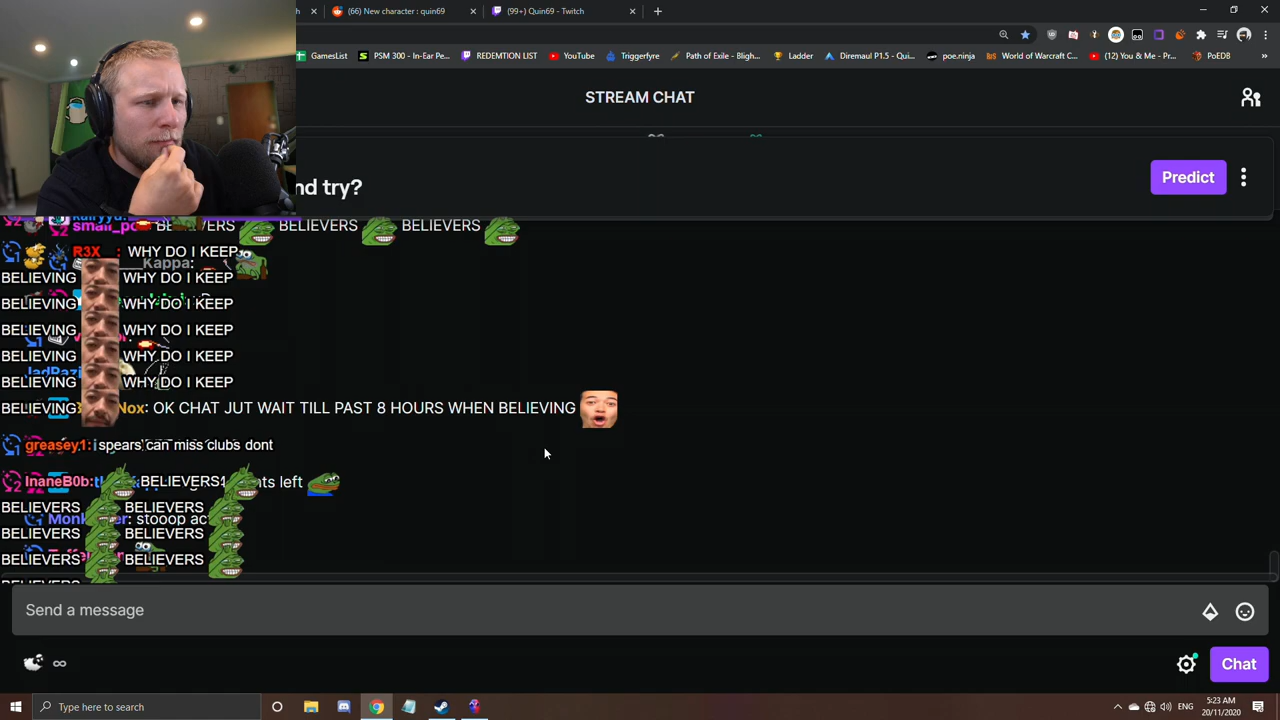 (66) New character : quin69
(99+) Quin69 - Twitch
GamesList
PSM 300 - In-Ear Pe...
REDEMTION LIST
YouTube
Triggerfyre
Path of Exile - Bligh...
Ladder
Diremaul P1.5 - Qui...
poe.ninja
World of Warcraft C...
(12) You & Me - Pr...
PoEDB
STREAM CHAT
nd try?
Predict
BELIEVERS BELIEVERS
R3X : WHY DO I KEEP
Kappa:
BELIEVING WHY DO I KEEP
BELIEVING WHY DO I KEEP
BELIEVING WHY DO I KEEP
BELIEVING WHY DO I KEEP
BELIEVING WHY DO I KEEP
BELIEVING Nox: OK CHAT JUT WAIT TILL PAST 8 HOURS WHEN BELIEVING
greasey1: spears can miss clubs dont
InaneB0b: BELIEVERS left
BELIEVERS BELIEVERS
stooop
BELIEVERS BELIEVERS
BELIEVERS BELIEVERS
Send a message
Chat
Type here to search
ENG
5:23 AM
20/11/2020